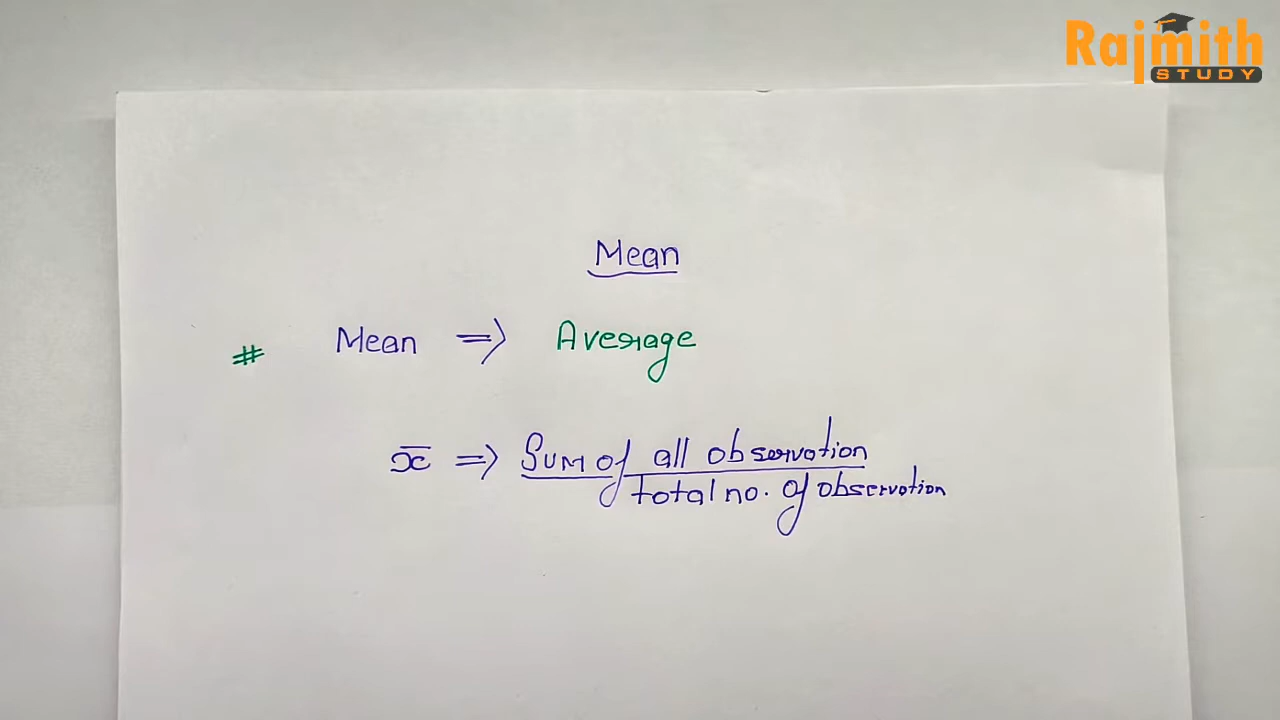 Rajmith
STUDY
Mean
# Mean => Average
x̄ => Sum of all observation
total no. of observation